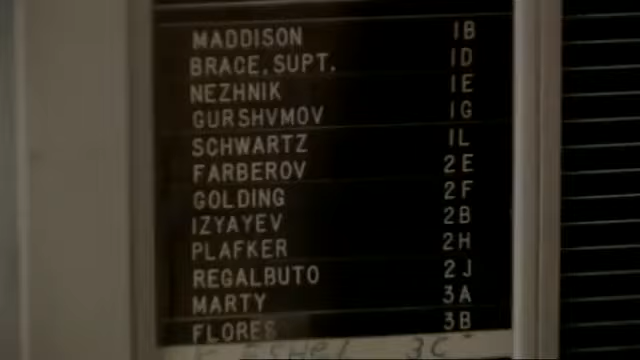 MADDISON 1B
BRACE, SUPT. 1D
NEZHNIK 1E
GURSHVMOV 1G
SCHWARTZ 1L
FARBEROV 2E
GOLDING 2F
IZYAYEV 2B
PLAFKER 2H
REGALBUTO 2J
MARTY 3A
FLORES 3B
3C